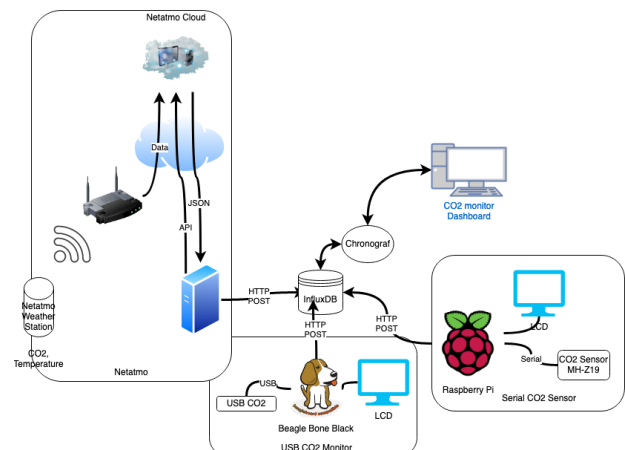 Netatmo Cloud
Data
JSON
API
Netatmo
Weather
Station
CO2,
Temperature
Netatmo
HTTP
POST
InfluxDB
Chronograf
CO2 monitor
Dashboard
HTTP
POST
HTTP
POST
LCD
Serial
CO2 Sensor
MH-Z19
Raspberry Pi
Serial CO2 Sensor
USB
USB CO2
LCD
Beagle Bone Black
USB CO2 Monitor